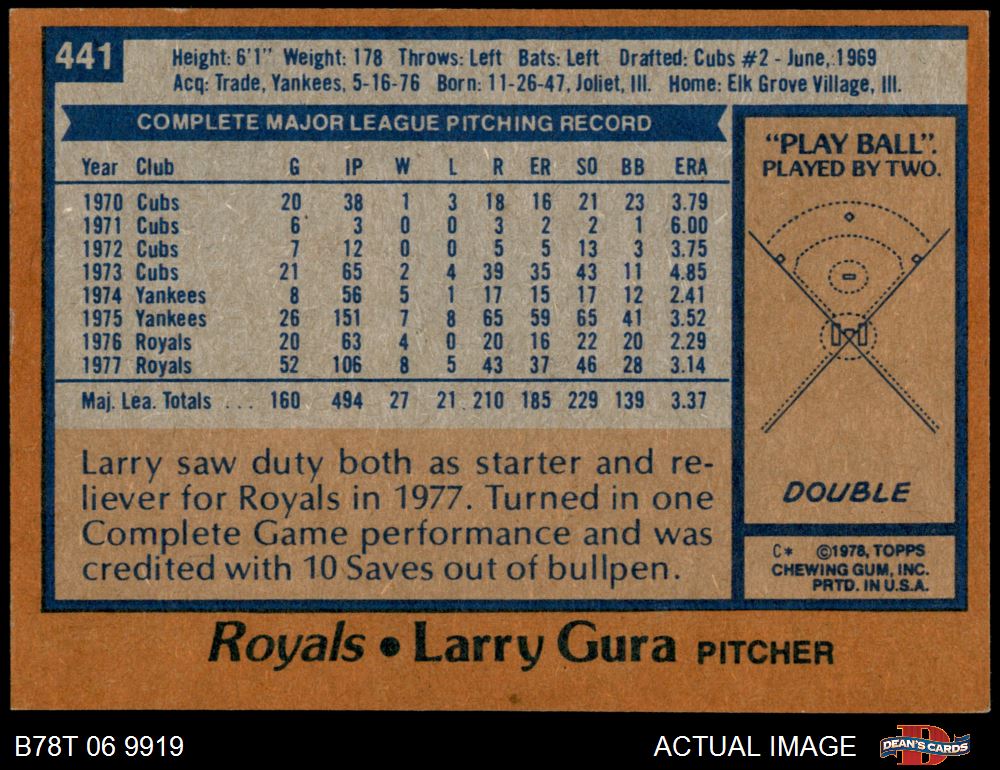 441
Height: 6'1" Weight: 178 Throws: Left Bats: Left Drafted: Cubs #2 - June, 1969
Acq: Trade, Yankees, 5-16-76 Born: 11-26-47, Joliet, Ill. Home: Elk Grove Village, Ill.
COMPLETE MAJOR LEAGUE PITCHING RECORD
Year Club G IP W L R ER SO BB ERA
1970 Cubs 20 38 1 3 18 16 21 23 3.79
1971 Cubs 6 3 0 0 3 2 2 1 6.00
1972 Cubs 7 12 0 0 5 5 13 3 3.75
1973 Cubs 21 65 2 4 39 35 43 11 4.85
1974 Yankees 8 56 5 1 17 15 17 12 2.41
1975 Yankees 26 151 7 8 65 59 65 41 3.52
1976 Royals 20 63 4 0 20 16 22 20 2.29
1977 Royals 52 106 8 5 43 37 46 28 3.14
Maj. Lea. Totals ... 160 494 27 21 210 185 229 139 3.37
Larry saw duty both as starter and re-
liever for Royals in 1977. Turned in one
Complete Game performance and was
credited with 10 Saves out of bullpen.
"PLAY BALL".
PLAYED BY TWO.
DOUBLE
C* ©1978, TOPPS
CHEWING GUM, INC.
PRTD. IN U.S.A.
Royals • Larry Gura PITCHER
B78T 06 9919
ACTUAL IMAGE
D
DEAN'S CARDS